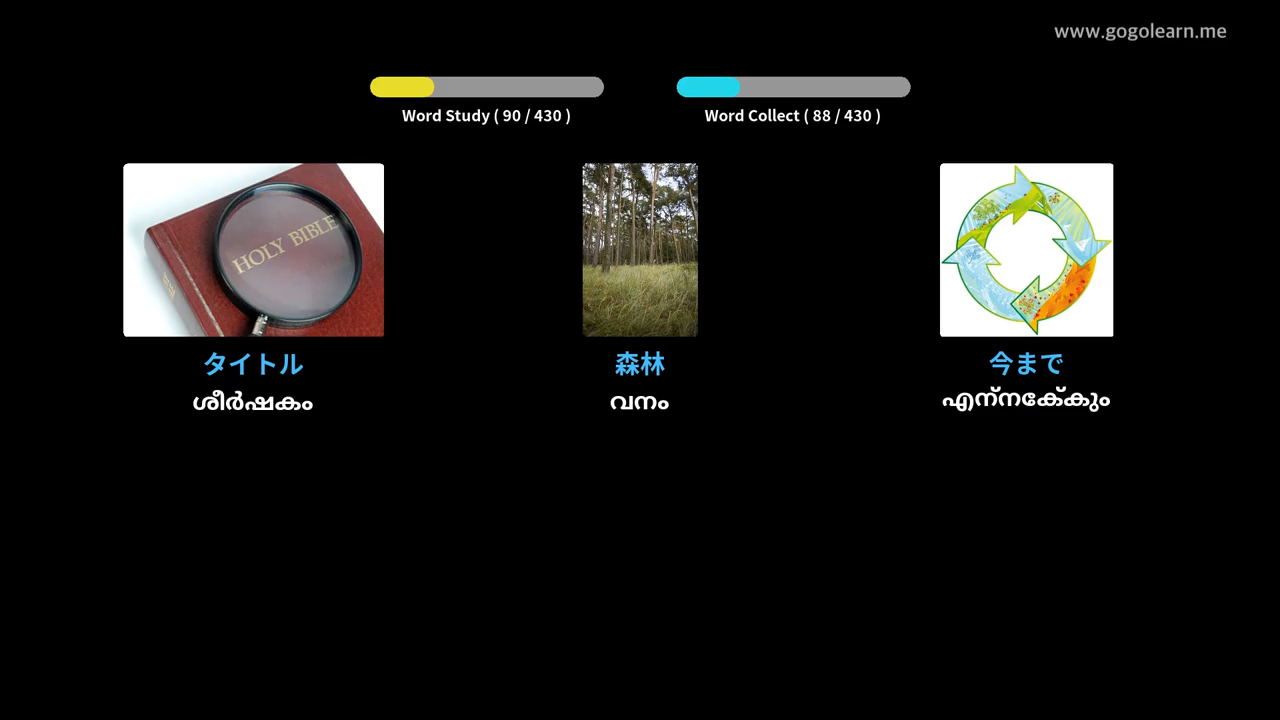 www.gogolearn.me
Word Study ( 90 / 430 )
Word Collect ( 88 / 430 )
HOLY BIBLE
タイトル
森林
今まで
ശീർഷകം
വനം
എന്നക്കേും